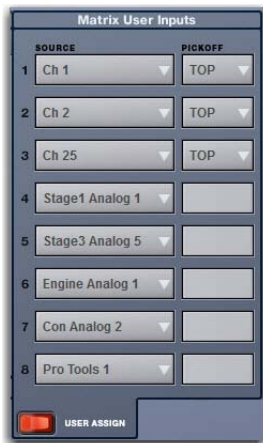 Matrix User Inputs
SOURCE PICKOFF
1 Ch 1 TOP
2 Ch 2 TOP
3 Ch 25 TOP
4 Stage1 Analog 1
5 Stage3 Analog 5
6 Engine Analog 1
7 Con Analog 2
8 Pro Tools 1
USER ASSIGN